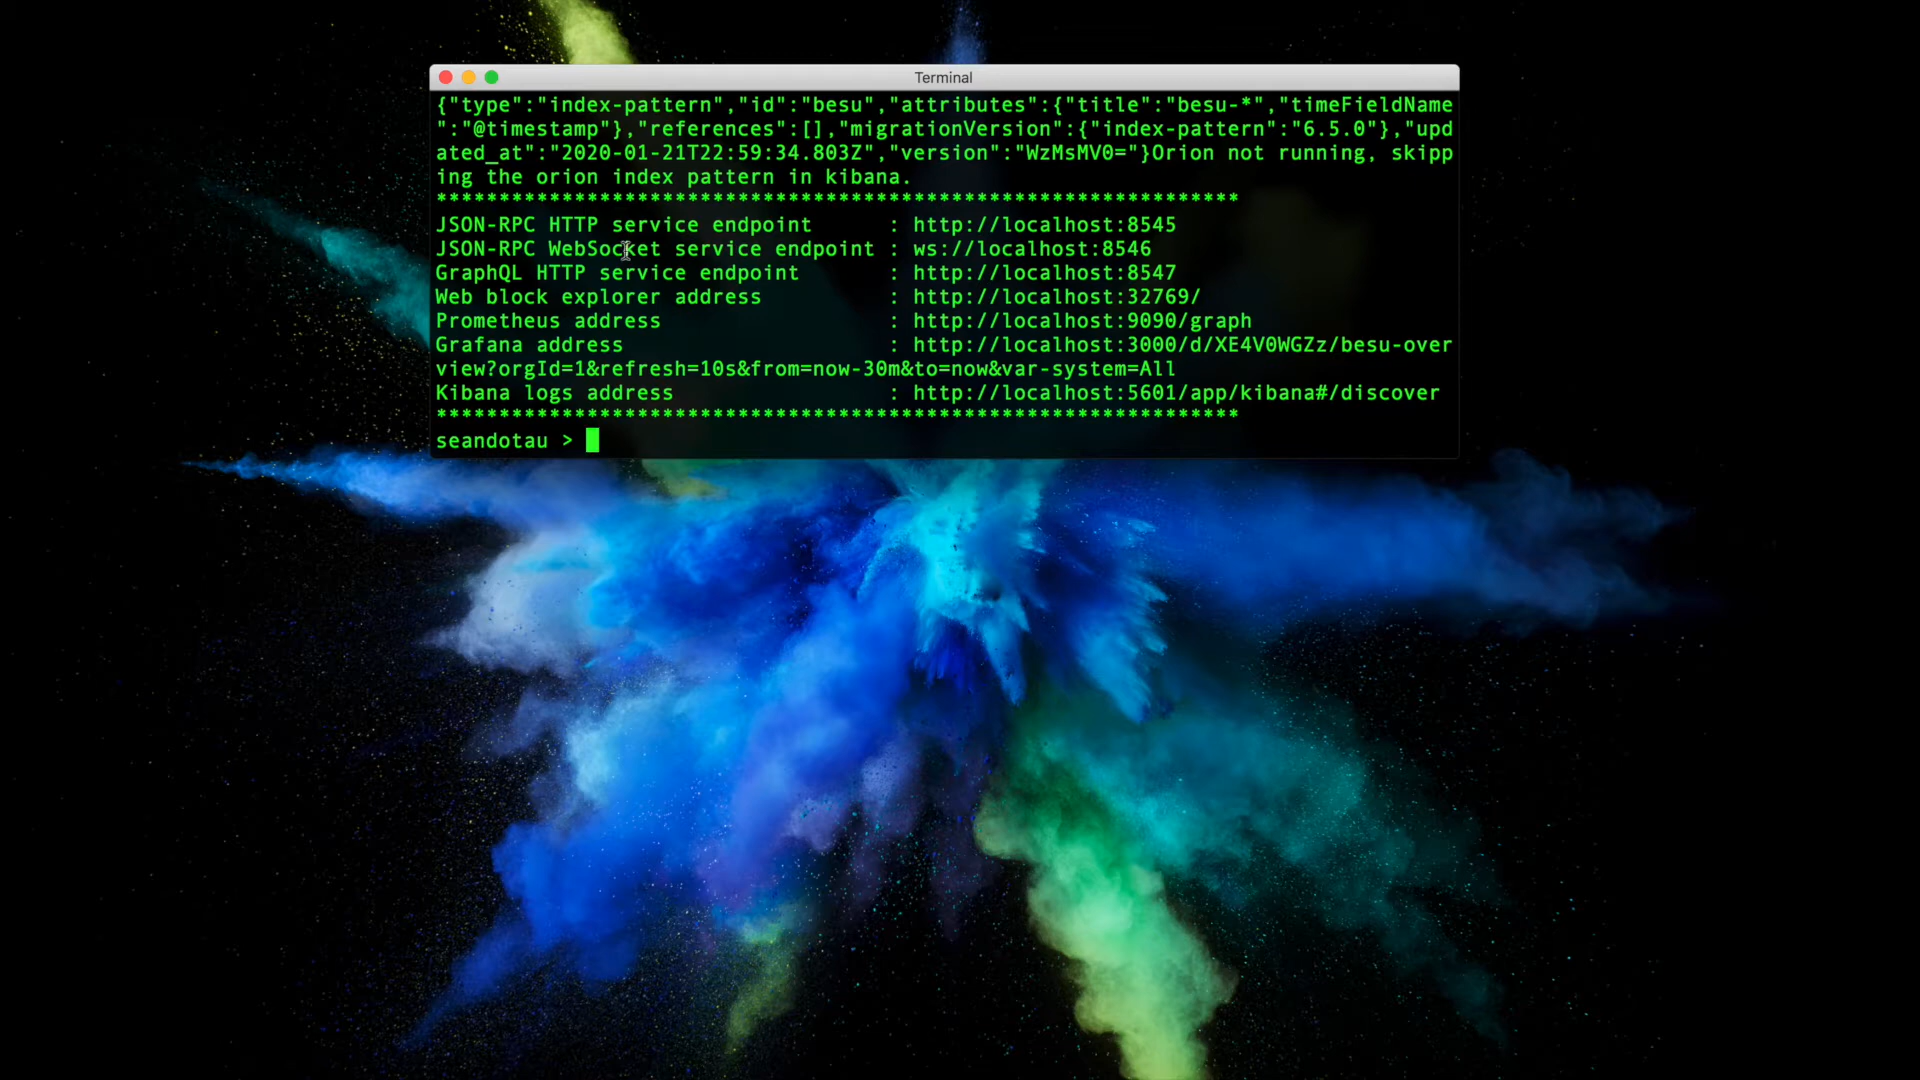 Terminal
{"type":"index-pattern","id":"besu","attributes":{"title":"besu-*","timeFieldName
":"@timestamp"},"references":[],"migrationVersion":{"index-pattern":"6.5.0"},"upd
ated_at":"2020-01-21T22:59:34.803Z","version":"WzMsMV0="}Orion not running, skipp
ing the orion index pattern in kibana.
****************************************************************
JSON-RPC HTTP service endpoint      : http://localhost:8545
JSON-RPC WebSocket service endpoint : ws://localhost:8546
GraphQL HTTP service endpoint       : http://localhost:8547
Web block explorer address          : http://localhost:32769/
Prometheus address                  : http://localhost:9090/graph
Grafana address                     : http://localhost:3000/d/XE4V0WGZz/besu-over
view?orgId=1&refresh=10s&from=now-30m&to=now&var-system=All
Kibana logs address                 : http://localhost:5601/app/kibana#/discover
****************************************************************
seandotau >